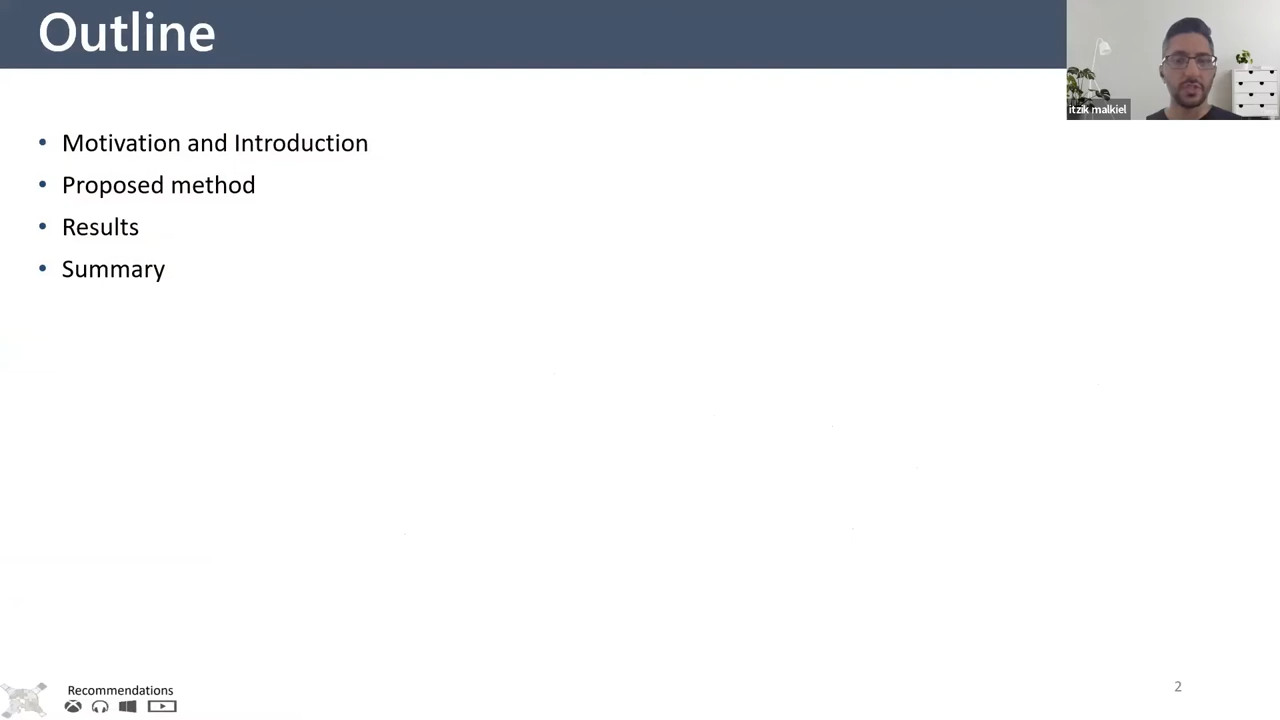 Outline
itzik malkiel
• Motivation and Introduction
• Proposed method
• Results
• Summary
Recommendations
2